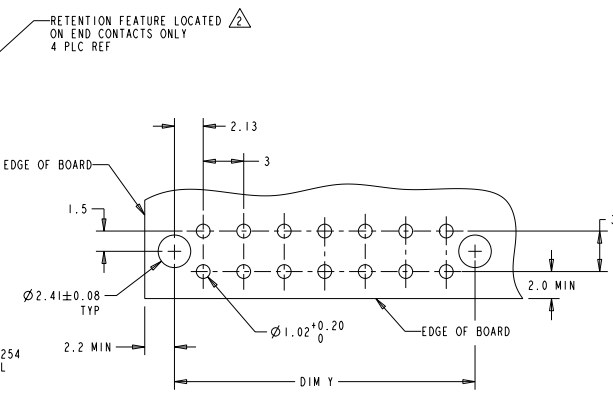 RETENTION FEATURE LOCATED 2
ON END CONTACTS ONLY
4 PLC REF
2.13
EDGE OF BOARD
3
1.5
3
Ø2.41±0.08
TYP
2.0 MIN
Ø1.02 +0.20
0
EDGE OF BOARD
254
L
2.2 MIN
DIM Y